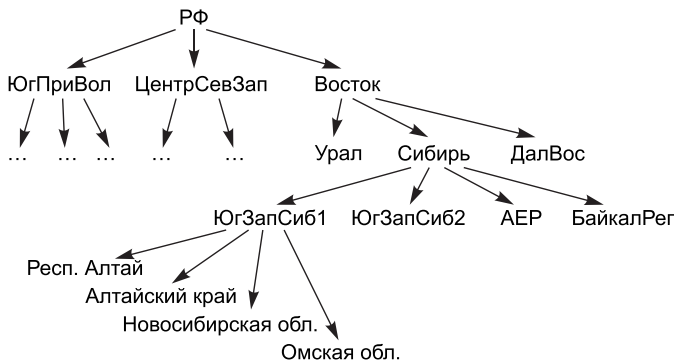 РФ
ЮгПриВол ЦентрСевЗап Восток
... ... ... ... ... Урал Сибирь ДалВос
ЮгЗапСиб1 ЮгЗапСиб2 АЕР БайкалРег
Респ. Алтай
Алтайский край
Новосибирская обл.
Омская обл.